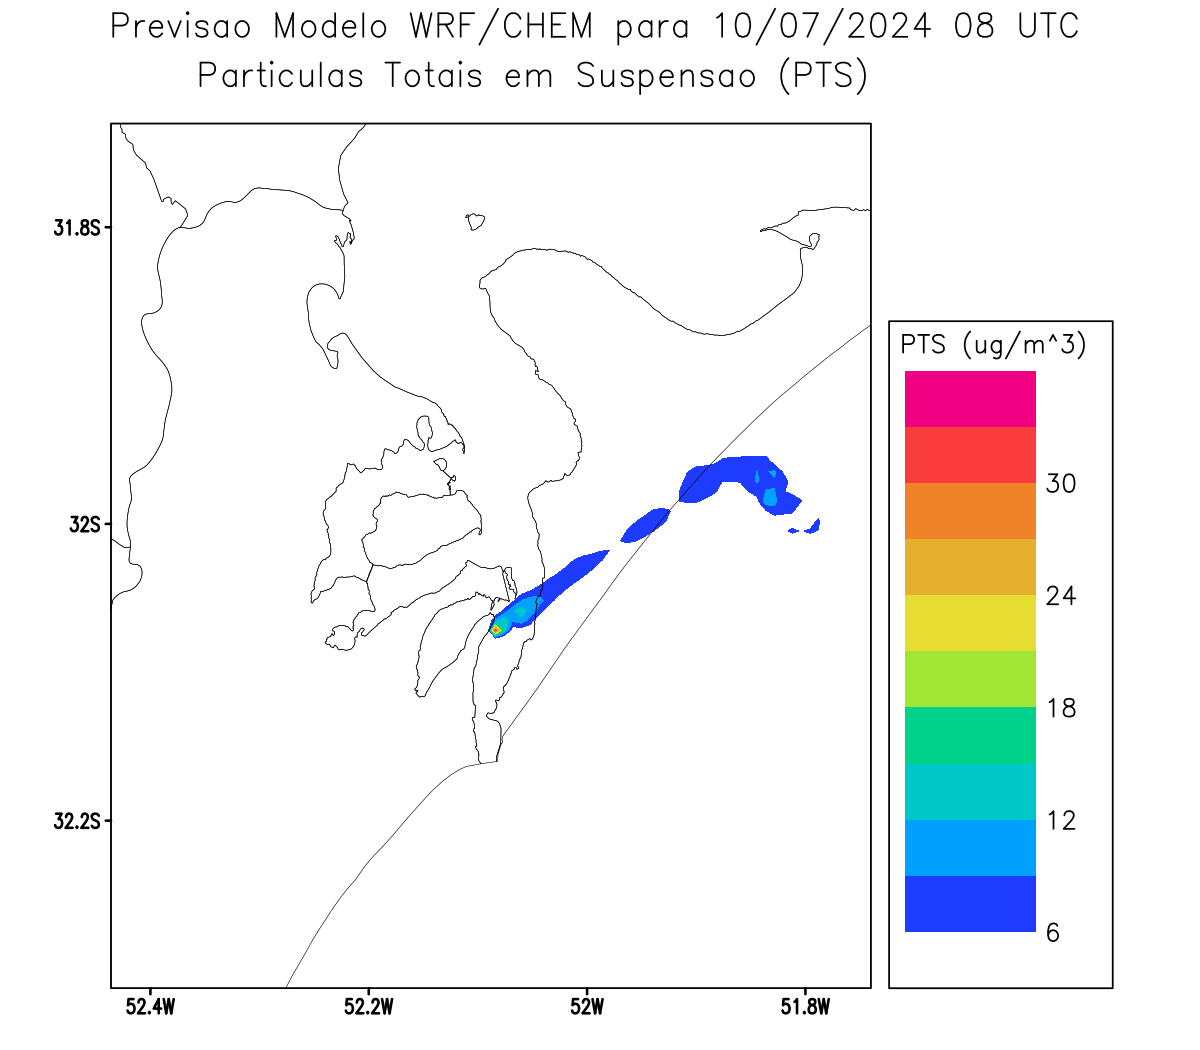 Previsao Modelo WRF/CHEM para 10/07/2024 08 UTC
Particulas Totais em Suspensao (PTS)
31.8S
32S
32.2S
52.4W
52.2W
52W
51.8W
PTS (ug/m^3)
30
24
18
12
6